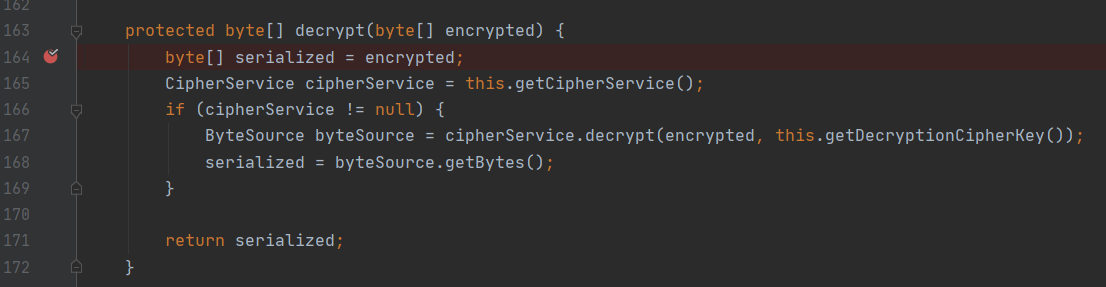 162
163 protected byte[] decrypt(byte[] encrypted) {
164 byte[] serialized = encrypted;
165 CipherService cipherService = this.getCipherService();
166 if (cipherService != null) {
167 ByteSource byteSource = cipherService.decrypt(encrypted, this.getDecryptionCipherKey());
168 serialized = byteSource.getBytes();
169 }
170
171 return serialized;
172 }